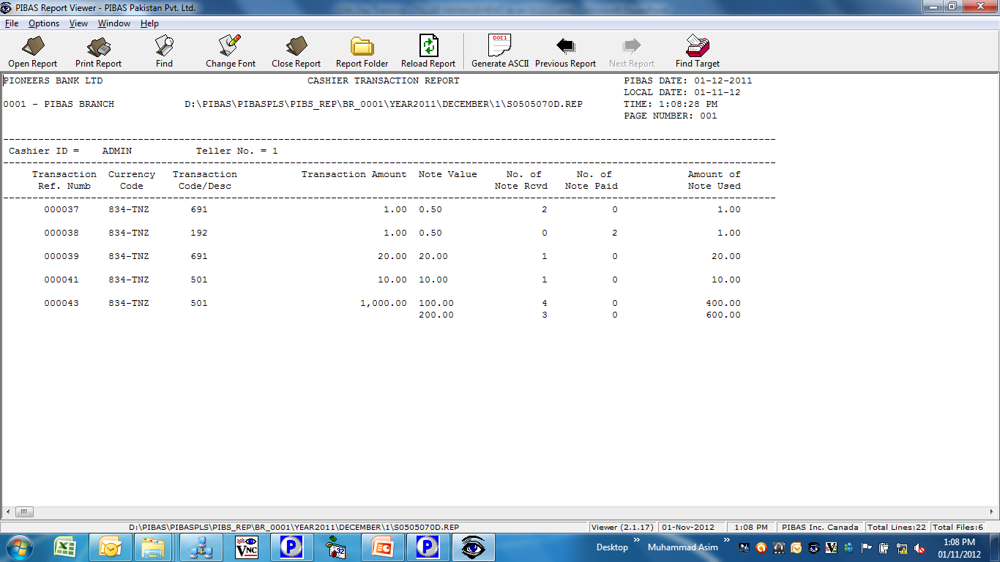 PIBAS Report Viewer - PIBAS Pakistan Pvt. Ltd.
File Options View Window Help
Open Report Print Report Find Change Font Close Report Report Folder Reload Report Generate ASCII Previous Report Next Report Find Target
PIONEERS BANK LTD CASHIER TRANSACTION REPORT PIBAS DATE: 01-12-2011
LOCAL DATE: 01-11-12
0001 - PIBAS BRANCH D:\PIBAS\PIBASPLS\PIBS_REP\BR_0001\YEAR2011\DECEMBER\1\S0505070D.REP TIME: 1:08:28 PM
PAGE NUMBER: 001
Cashier ID = ADMIN Teller No. = 1
Transaction Currency Transaction Transaction Amount Note Value No. of No. of Amount of
Ref. Numb Code Code/Desc Note Rcvd Note Paid Note Used
000037 834-TNZ 691 1.00 0.50 2 0 1.00
000038 834-TNZ 192 1.00 0.50 0 2 1.00
000039 834-TNZ 691 20.00 20.00 1 0 20.00
000041 834-TNZ 501 10.00 10.00 1 0 10.00
000043 834-TNZ 501 1,000.00 100.00 4 0 400.00
200.00 3 0 600.00
D:\PIBAS\PIBASPLS\PIBS_REP\BR_0001\YEAR2011\DECEMBER\1\S0505070D.REP Viewer (2.1.17) 01-Nov-2012 1:08 PM PIBAS Inc. Canada Total Lines:22 Total Files:6
Desktop » Muhammad Asim » 1:08 PM
01/11/2012